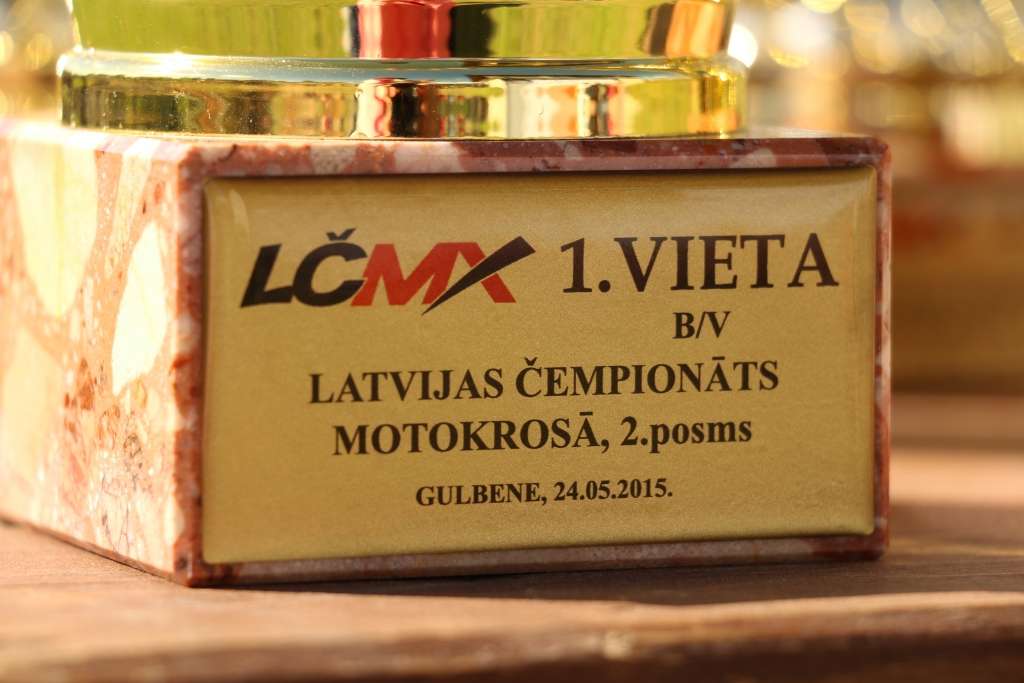 LČMX 1.VIETA
B/V
LATVIJAS ČEMPIONĀTS
MOTOKROSĀ, 2.posms
GULBENE, 24.05.2015.